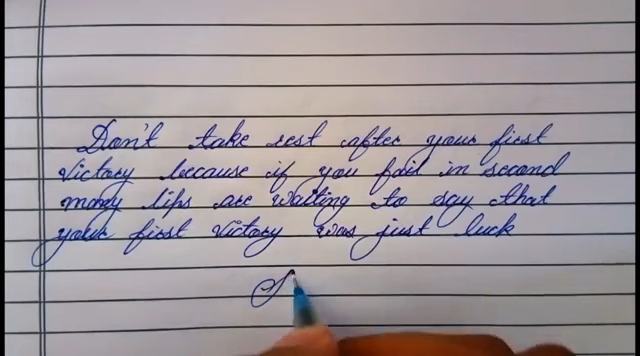 Don't take rest after your first
victory because if you fail in second
many lips are waiting to say that
your first victory was just luck